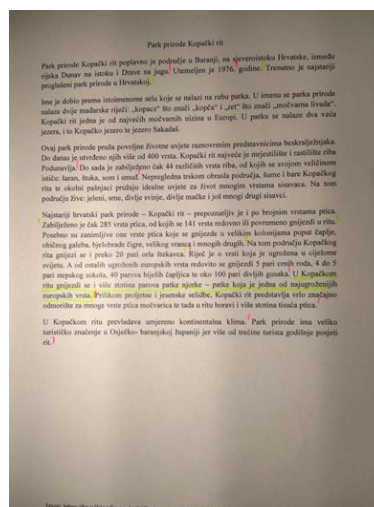 Park prirode Kopački rit
Park prirode Kopački rit poplavno je područje u Baranji, na sjeveroistoku Hrvatske, između
rijeka Dunav na istoku i Drave na jugu. Utemeljen je 1976. godine. Trenutno je najstariji
proglašeni park prirode u Hrvatskoj.
Ime je dobio prema istoimenome selu koje se nalazi na rubu parka. U imenu se parka prirode
nalaze dvije mađarske riječi: „kopacs“ što znači „kopča“ i „ret“ što znači „močvarna livada“.
Kopački rit jedna je od najvećih močvarnih nizina u Europi. U parku se nalaze dva veća
jezera, i to Kopačko jezero te jezero Sakadaš.
Ovaj park prirode pruža povoljne životne uvjete raznovrsnim predstavnicima beskralježnjaka.
Do danas je utvrđeno njih više od 400 vrsta. Kopački rit najveće je mrjestilište i rastilište riba
Podunavlja. Do sada je zabilježeno čak 44 različitih vrsta riba, od kojih se svojom veličinom
ističu: šaran, štuka, som i smuđ. Nepregledna trskom obrasla područja, šume i bare Kopačkog
rita te okolni pašnjaci pružaju idealne uvjete za život mnogim vrstama sisavaca. Na tom
području žive: jeleni, srne, divlje svinje, divlje mačke i još mnogi drugi sisavci.
Najstariji hrvatski park prirode – Kopački rit – prepoznatljiv je i po brojnim vrstama ptica.
Zabilježeno je čak 285 vrsta ptica, od kojih se 141 vrsta redovno ili povremeno gnijezdi u ritu.
Posebno su zanimljive one vrste ptica koje se gnijezde u velikim kolonijama poput čaplje,
običnog galeba, bjelobrade čigre, velikog vranca i mnogih drugih. Na tom području Kopačkog
rita gnijezi se i preko 20 pari orla štekavca. Riječ je o vrsti koja je ugrožena u cijelome
svijetu. A od ostalih ugroženih europskih vrsta redovito se gnijezdi 5 pari crnih roda, 4 do 5
pari stepskog sokola, 40 parova bijelih čapljica te oko 100 pari divljih gusaka. U Kopačkom
ritu gnijezdi se i više stotina parova patke njorke – patke koja je jedna od najugroženijih
europskih vrsta. Prilikom proljetne i jesenske selidbe, Kopački rit predstavlja vrlo značajno
odmorište za mnoge vrste ptica močvarica te tada u ritu boravi i više stotina tisuća ptica.
U Kopačkom ritu prevladava umjereno kontinentalna klima. Park prirode ima veliko
turističko značenje u Osječko- baranjskoj županiji jer više od trećine turista godišnje posjeti
rit.